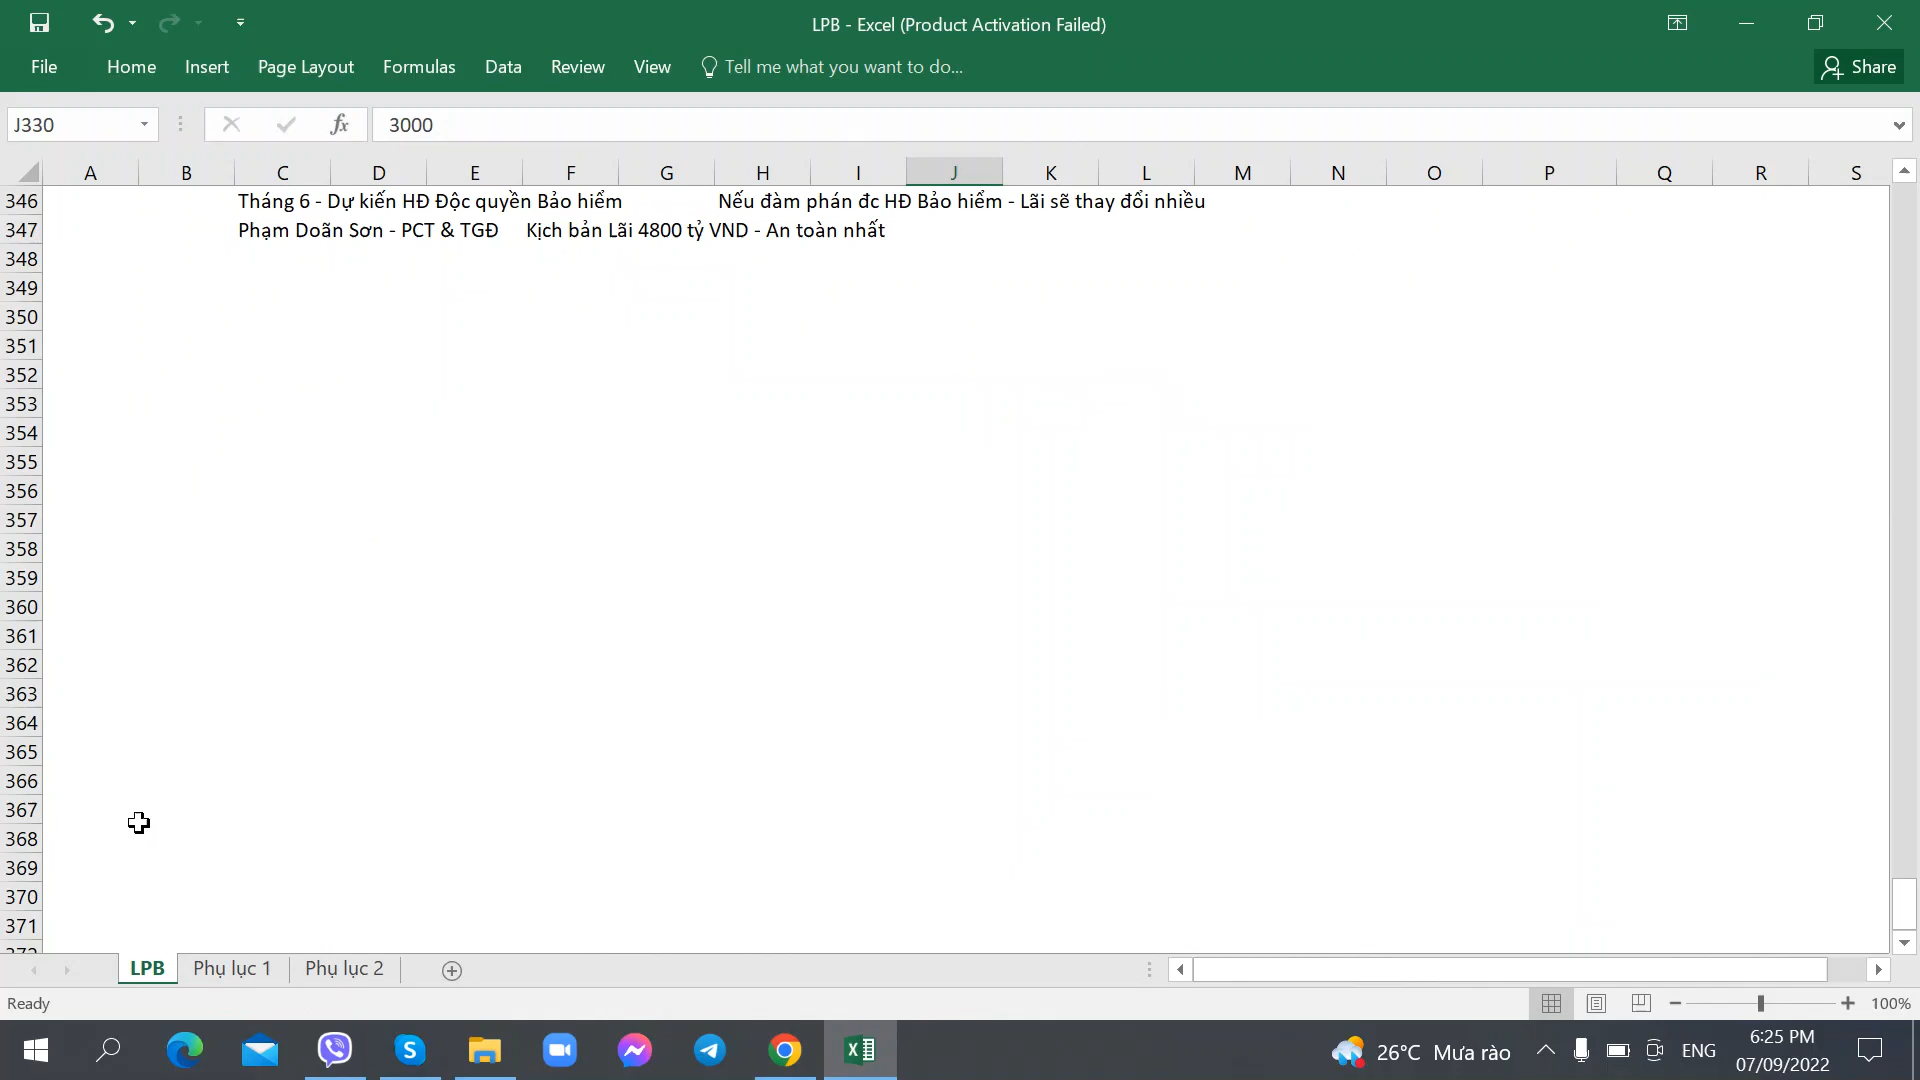 LPB - Excel (Product Activation Failed)
File Home Insert Page Layout Formulas Data Review View Tell me what you want to do... Share
J330 fx 3000
A B C D E F G H I J K L M N O P Q R S
346 Tháng 6 - Dự kiến HĐ Độc quyền Bảo hiểm Nếu đàm phán đc HĐ Bảo hiểm - Lãi sẽ thay đổi nhiều
347 Phạm Doãn Sơn - PCT & TGĐ Kịch bản Lãi 4800 tỷ VND - An toàn nhất
348
349
350
351
352
353
354
355
356
357
358
359
360
361
362
363
364
365
366
367
368
369
370
371
372
LPB Phụ lục 1 Phụ lục 2
Ready 100%
26°C Mưa rào ENG 6:25 PM
07/09/2022